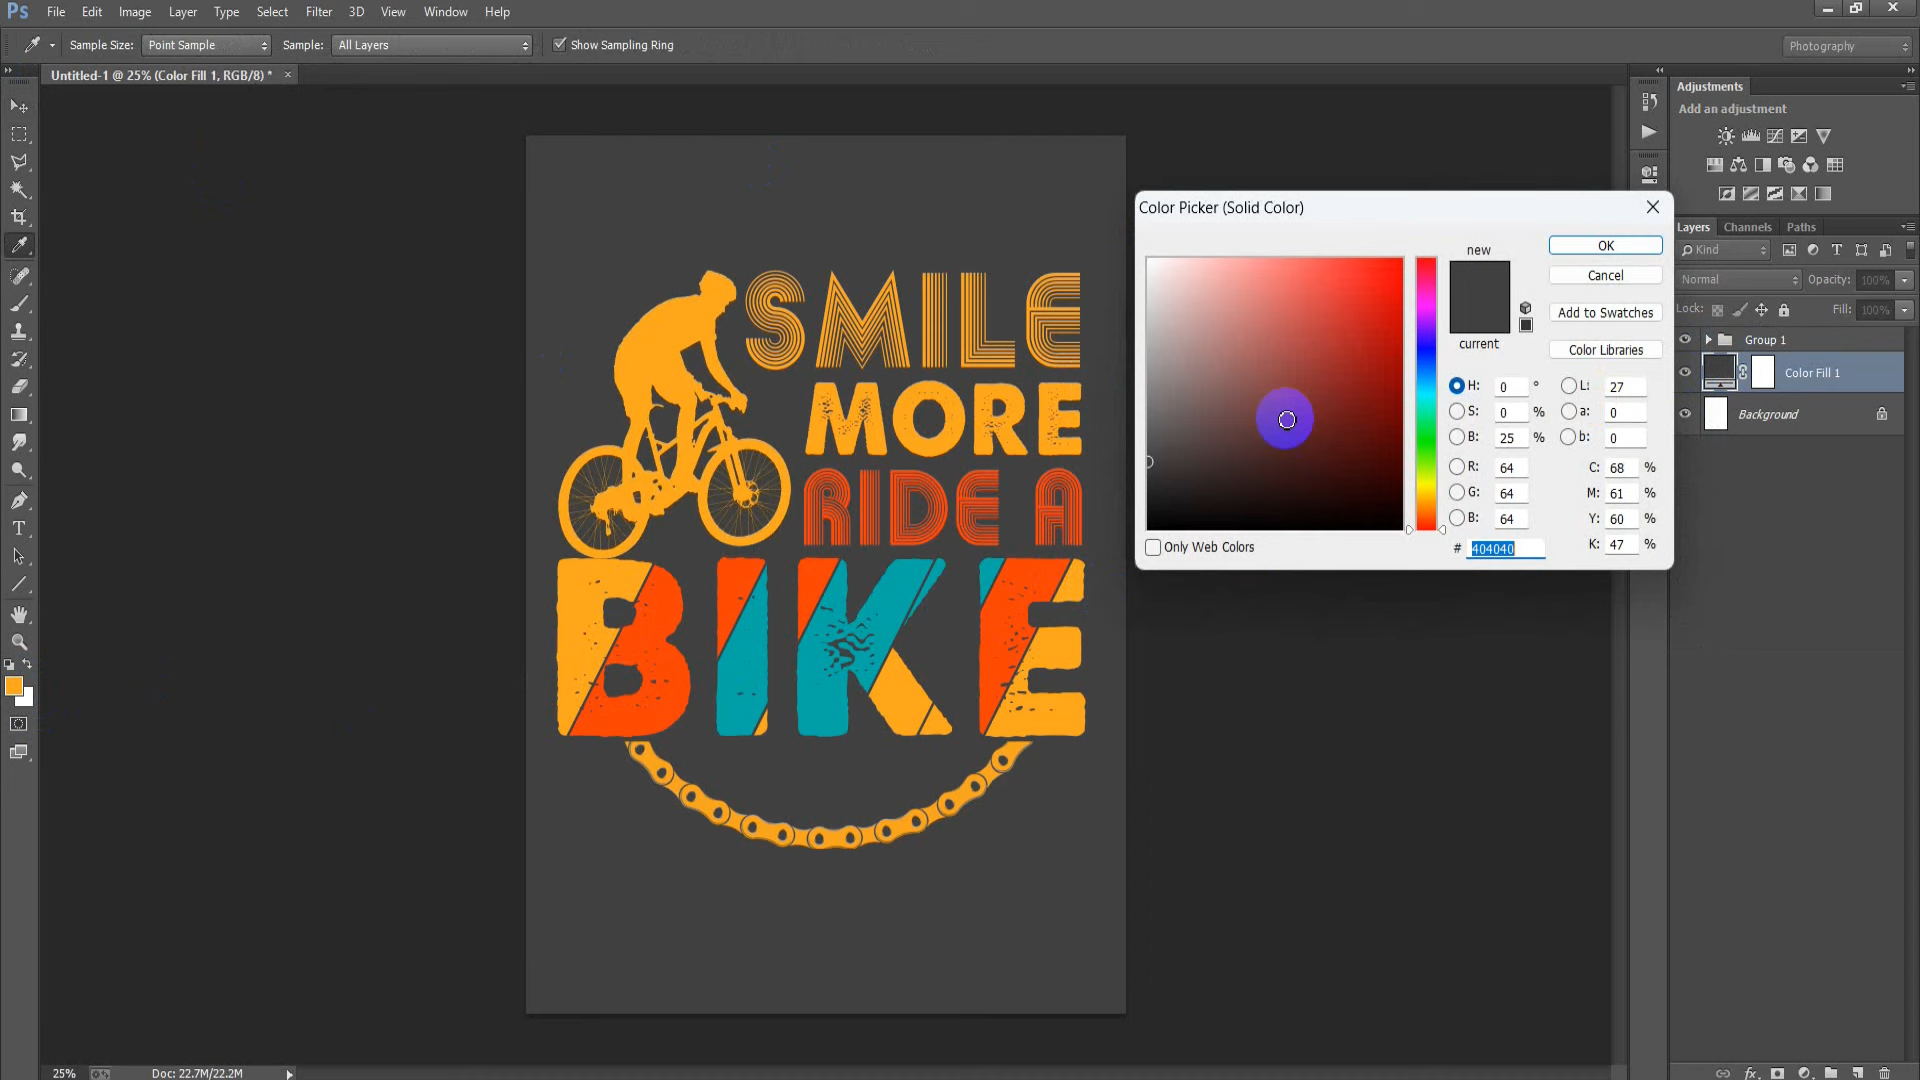 Ps File Edit Image Layer Type Select Filter 3D View Window Help
Sample Size: Point Sample Sample: All Layers Show Sampling Ring Photography
Untitled-1 @ 25% (Color Fill 1, RGB/8) * ×
Adjustments
Add an adjustment
Color Picker (Solid Color)
new
current
OK
Cancel
Add to Swatches
Color Libraries
H: 0 °
S: 0 %
B: 25 %
R: 64
G: 64
B: 64
# 404040
L: 27
a: 0
b: 0
C: 68 %
M: 61 %
Y: 60 %
K: 47 %
Only Web Colors
Layers Channels Paths
Kind
Normal Opacity: 100%
Lock: Fill: 100%
Group 1
Color Fill 1
Background
SMILE
MORE
RIDE A
BIKE
25% Doc: 22.7M/22.2M